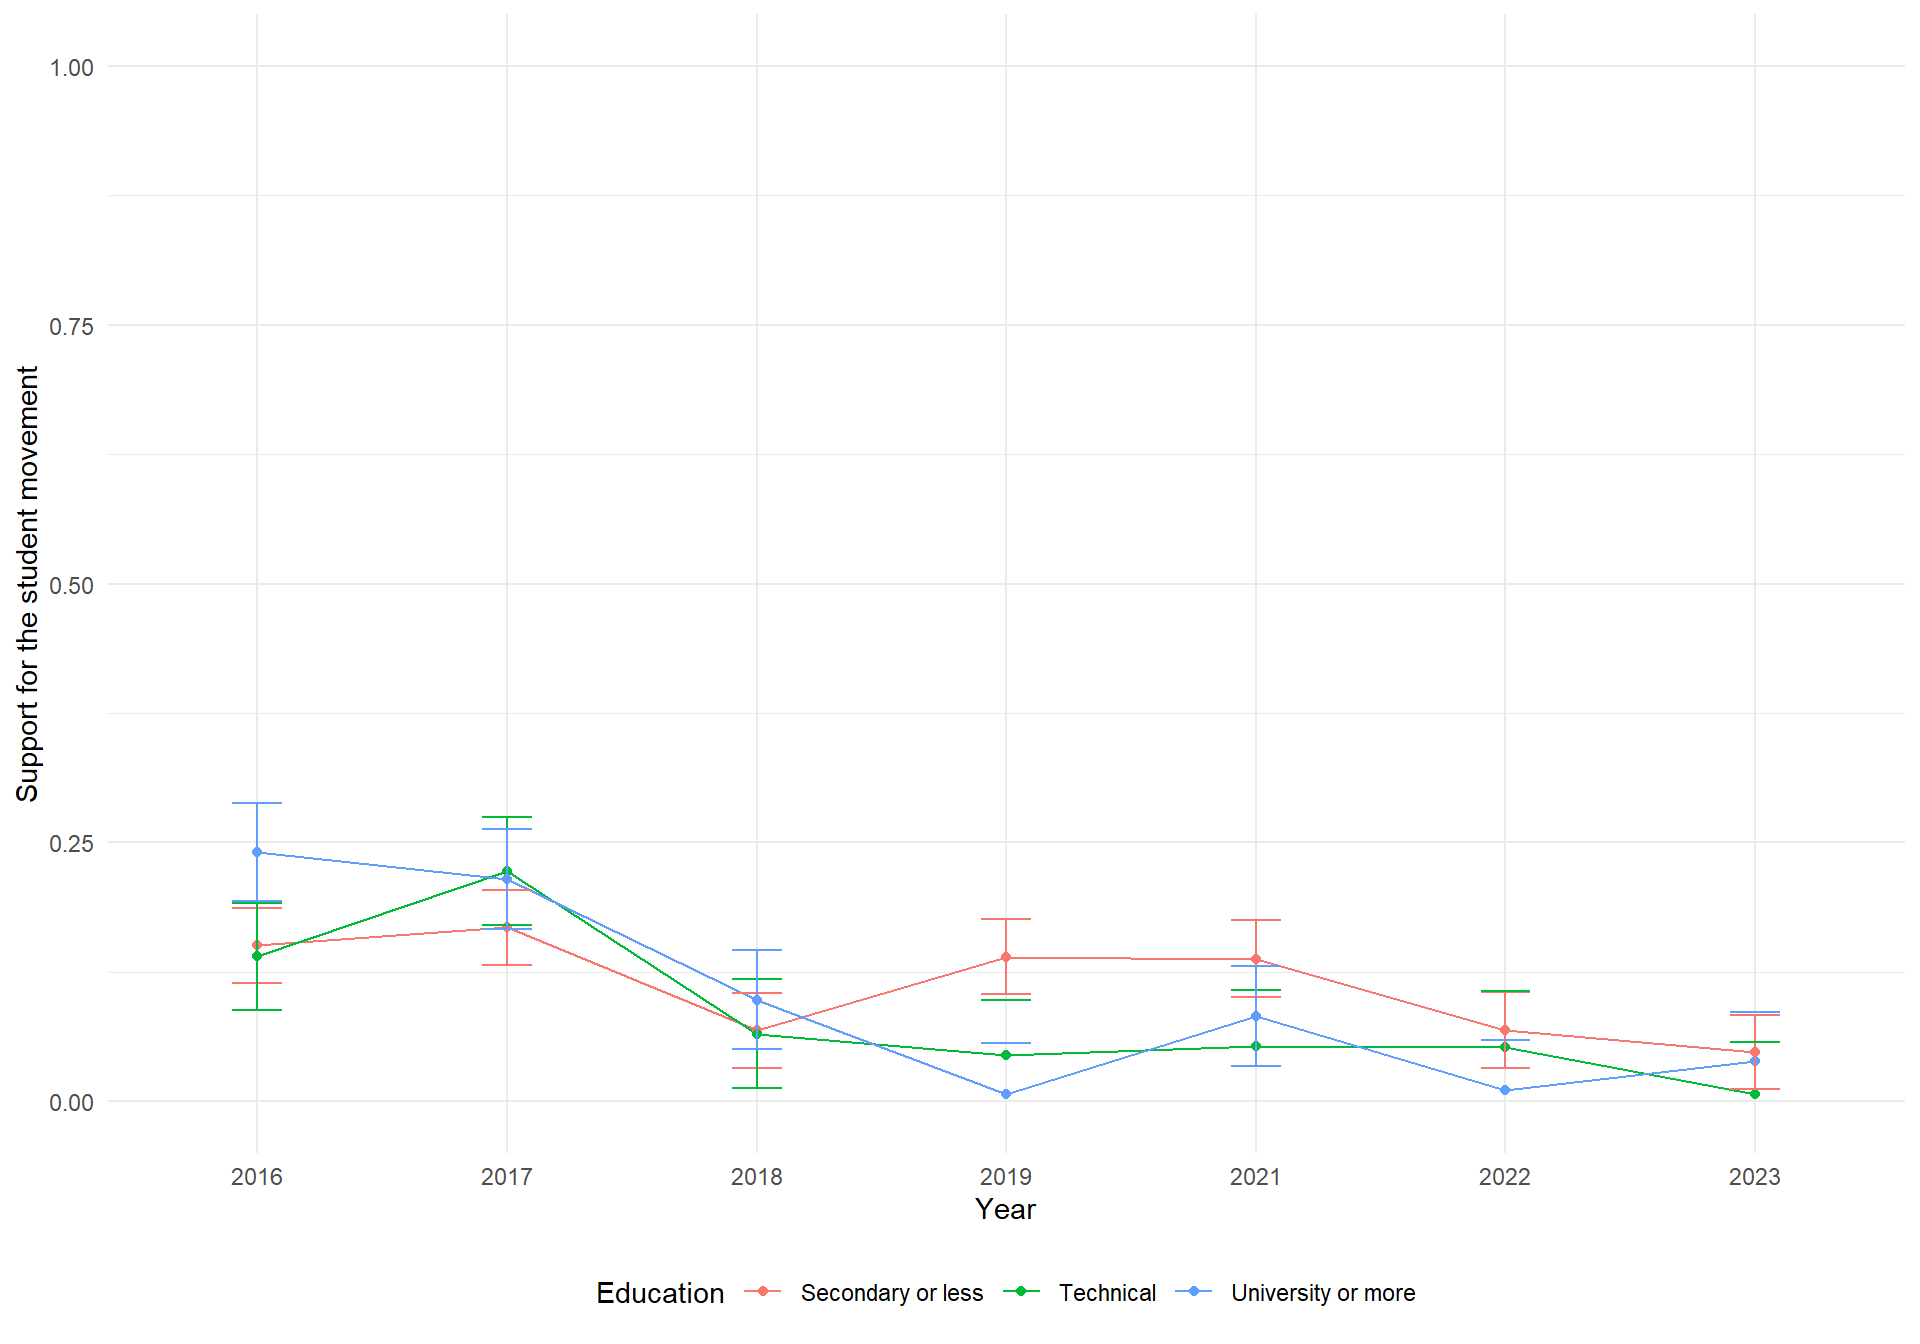 1.00
0.75
0.50
0.25
0.00
Support for the student movement
2016 2017 2018 2019 2021 2022 2023
Year
Education Secondary or less Technical University or more